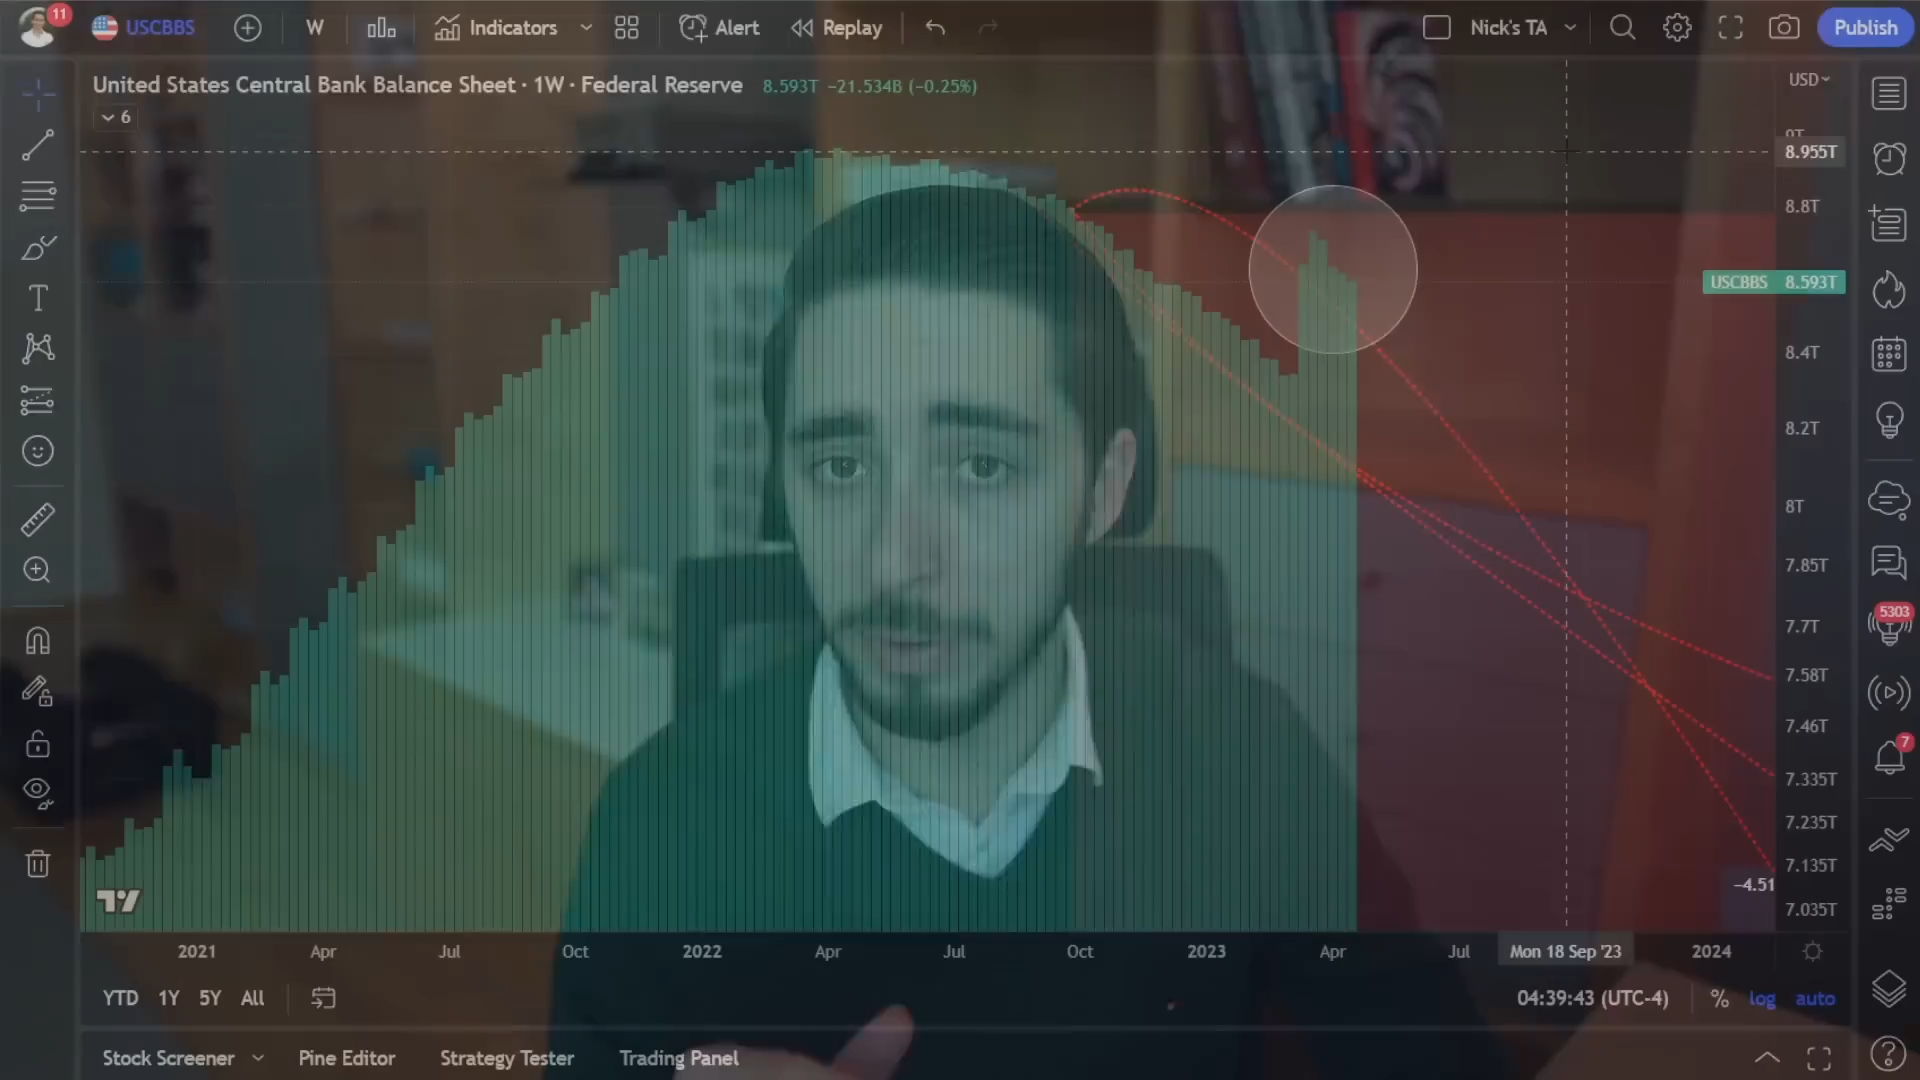 11
USCBBS
W
Indicators
Alert
Replay
Nick's TA
Publish
United States Central Bank Balance Sheet · 1W · Federal Reserve 8.593T −21.534B (−0.25%)
USD
6
9T
8.955T
8.8T
USCBBS 8.593T
8.4T
8.2T
8T
7.85T
7.7T
5303
7.58T
7.46T
7
7.335T
7.235T
7.135T
−4.51
7.035T
2021 Apr Jul Oct 2022 Apr Jul Oct 2023 Apr Jul Mon 18 Sep '23 2024
YTD 1Y 5Y All
04:39:43 (UTC-4) % log auto
Stock Screener Pine Editor Strategy Tester Trading Panel